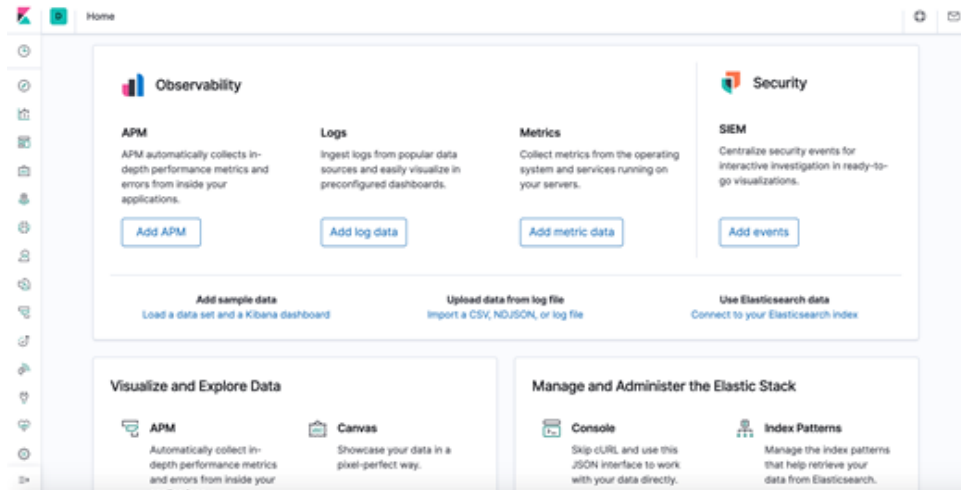 D
Home
Observability
Security
APM
APM automatically collects in-
depth performance metrics and
errors from inside your
applications.
Add APM
Logs
Ingest logs from popular data
sources and easily visualize in
preconfigured dashboards.
Add log data
Metrics
Collect metrics from the operating
system and services running on
your servers.
Add metric data
SIEM
Centralize security events for
interactive investigation in ready-to-
go visualizations.
Add events
Add sample data
Load a data set and a Kibana dashboard
Upload data from log file
Import a CSV, NDJSON, or log file
Use Elasticsearch data
Connect to your Elasticsearch index
Visualize and Explore Data
APM
Automatically collect in-
depth performance metrics
and errors from inside your
Canvas
Showcase your data in a
pixel-perfect way.
Manage and Administer the Elastic Stack
Console
Skip cURL and use this
JSON interface to work
with your data directly.
Index Patterns
Manage the index patterns
that help retrieve your
data from Elasticsearch.